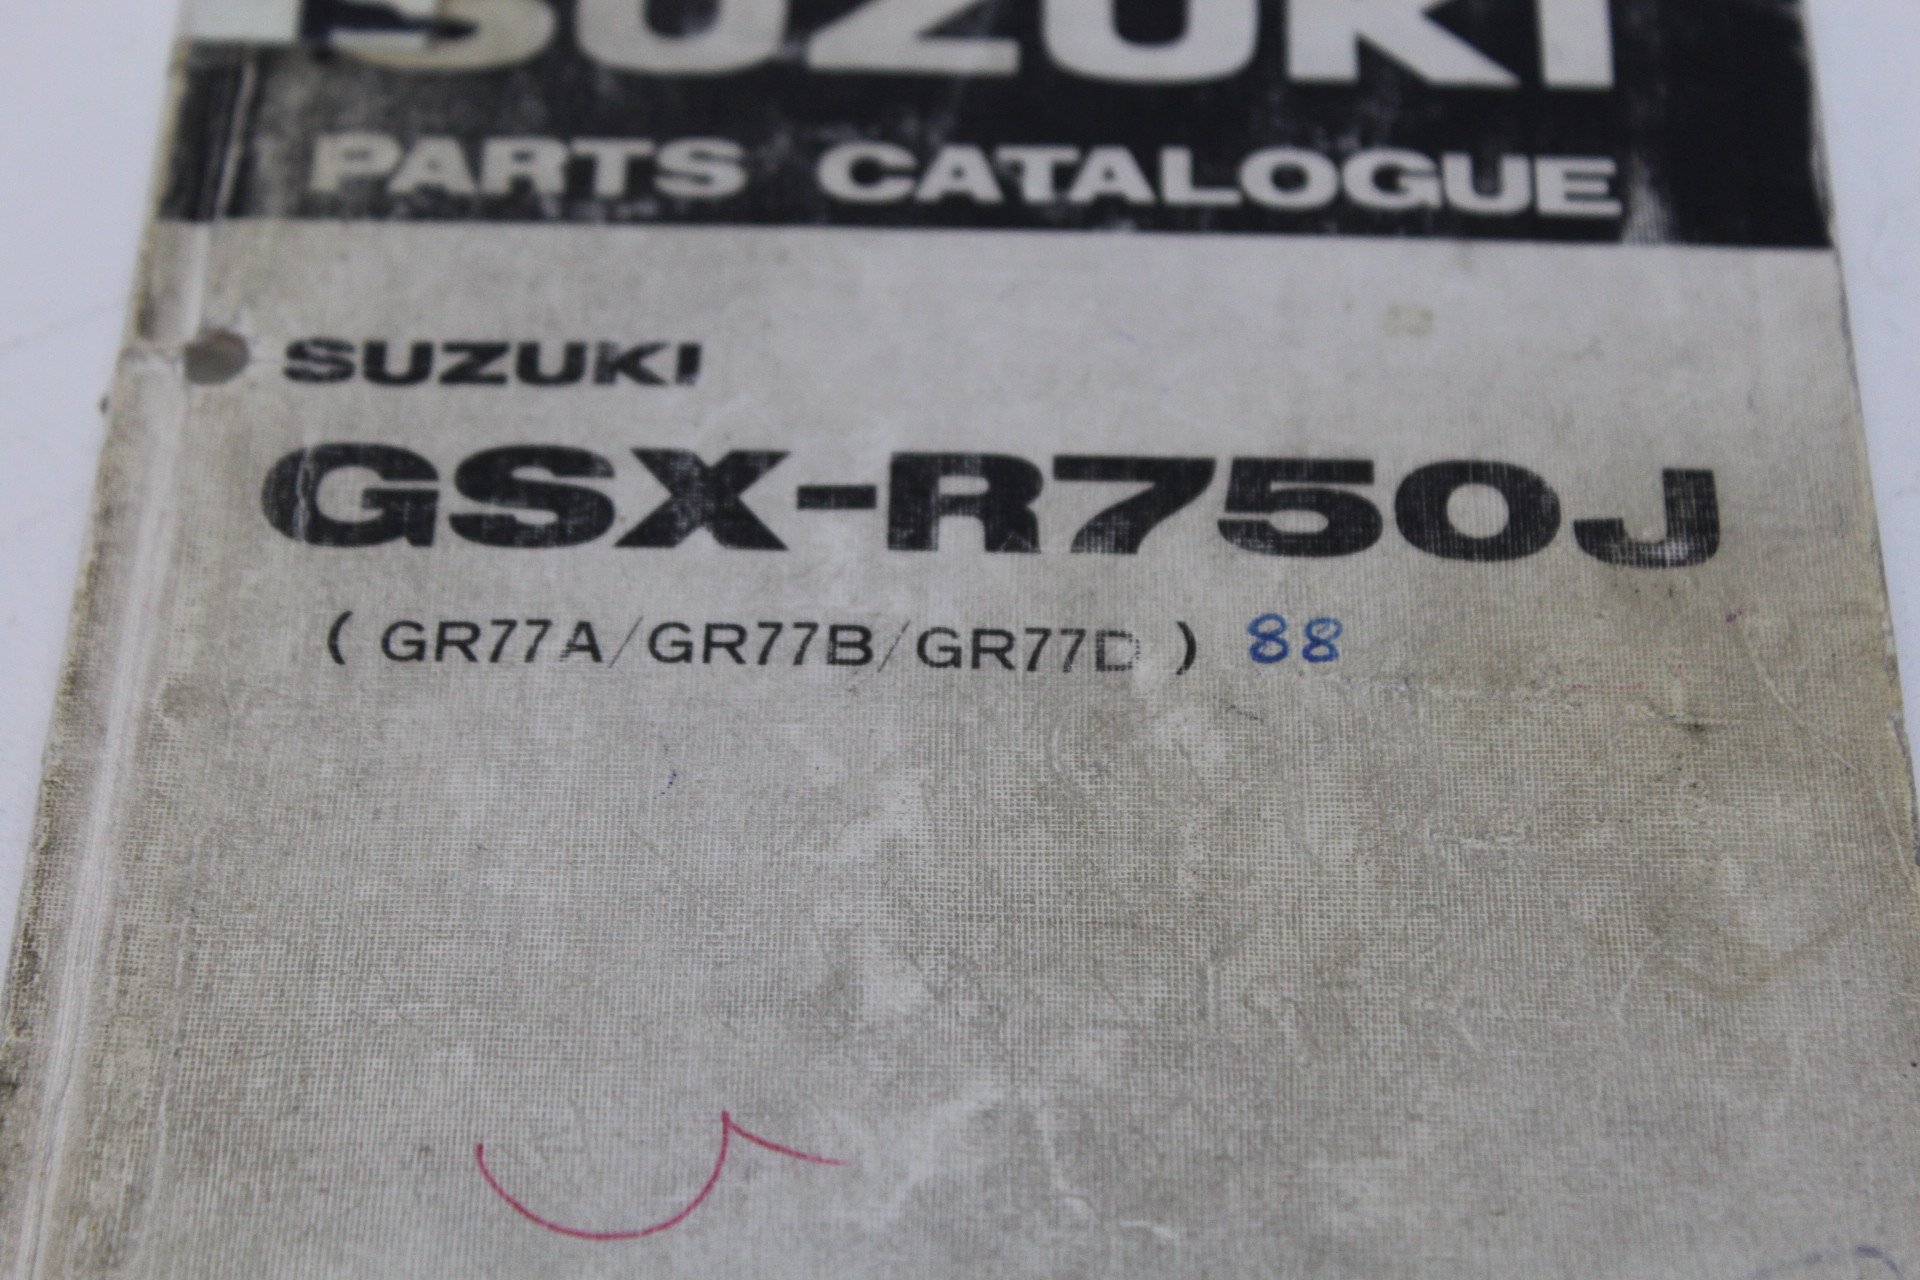 SUZUKI
PARTS CATALOGUE
SUZUKI
GSX-R750J
( GR77A/GR77B/GR77D ) 88